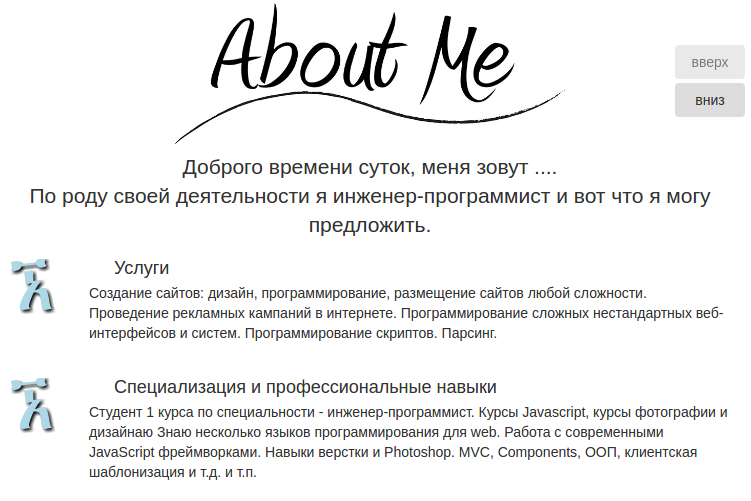 About Me
вверх
вниз
Доброго времени суток, меня зовут ....
По роду своей деятельности я инженер-программист и вот что я могу
предложить.
Услуги
Создание сайтов: дизайн, программирование, размещение сайтов любой сложности.
Проведение рекламных кампаний в интернете. Программирование сложных нестандартных веб-
интерфейсов и систем. Программирование скриптов. Парсинг.
Специализация и профессиональные навыки
Студент 1 курса по специальности - инженер-программист. Курсы Javascript, курсы фотографии и
дизайнаю Знаю несколько языков программирования для web. Работа с современными
JavaScript фреймворками. Навыки верстки и Photoshop. MVC, Components, ООП, клиентская
шаблонизация и т.д. и т.п.